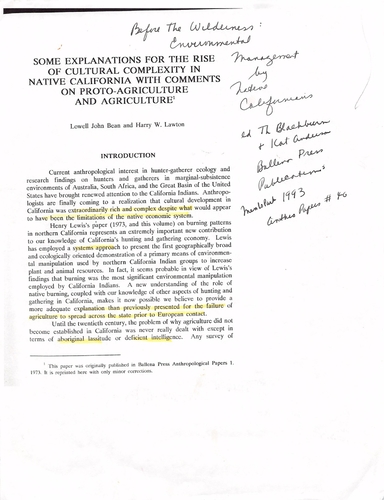 Before The Wilderness:
Environmental
Management
by
Native
Californians
ed Th Blackburn
+ Kat Anderson
Ballena Press
Publications
Menlo Park 1993
Anthro Papers # 40
SOME EXPLANATIONS FOR THE RISE
OF CULTURAL COMPLEXITY IN
NATIVE CALIFORNIA WITH COMMENTS
ON PROTO-AGRICULTURE
AND AGRICULTURE¹
Lowell John Bean and Harry W. Lawton
INTRODUCTION
Current anthropological interest in hunter-gatherer ecology and
research findings on hunters and gatherers in marginal-subsistence
environments of Australia, South Africa, and the Great Basin of the United
States have brought renewed attention to the California Indians. Anthropo-
logists are finally coming to a realization that cultural development in
California was extraordinarily rich and complex despite what would appear
to have been the limitations of the native economic system.
Henry Lewis's paper (1973, and this volume) on burning patterns
in northern California represents an extremely important new contribution
to our knowledge of California's hunting and gathering economy. Lewis
has employed a systems approach to present the first geographically broad
and ecologically oriented demonstration of a primary means of environmen-
tal manipulation used by northern California Indian groups to increase
plant and animal resources. In fact, it seems probable in view of Lewis's
findings that burning was the most significant environmental manipulation
employed by California Indians. A new understanding of the role of
native burning, coupled with our knowledge of other aspects of hunting and
gathering in California, makes it now possible we believe to provide a
more adequate explanation than previously presented for the failure of
agriculture to spread across the state prior to European contact.
Until the twentieth century, the problem of why agriculture did not
become established in California was never really dealt with except in
terms of aboriginal lassitude or deficient intelligence. Any survey of
¹ This paper was originally published in Ballena Press Anthropological Papers 1.
1973. It is reprinted here with only minor corrections.